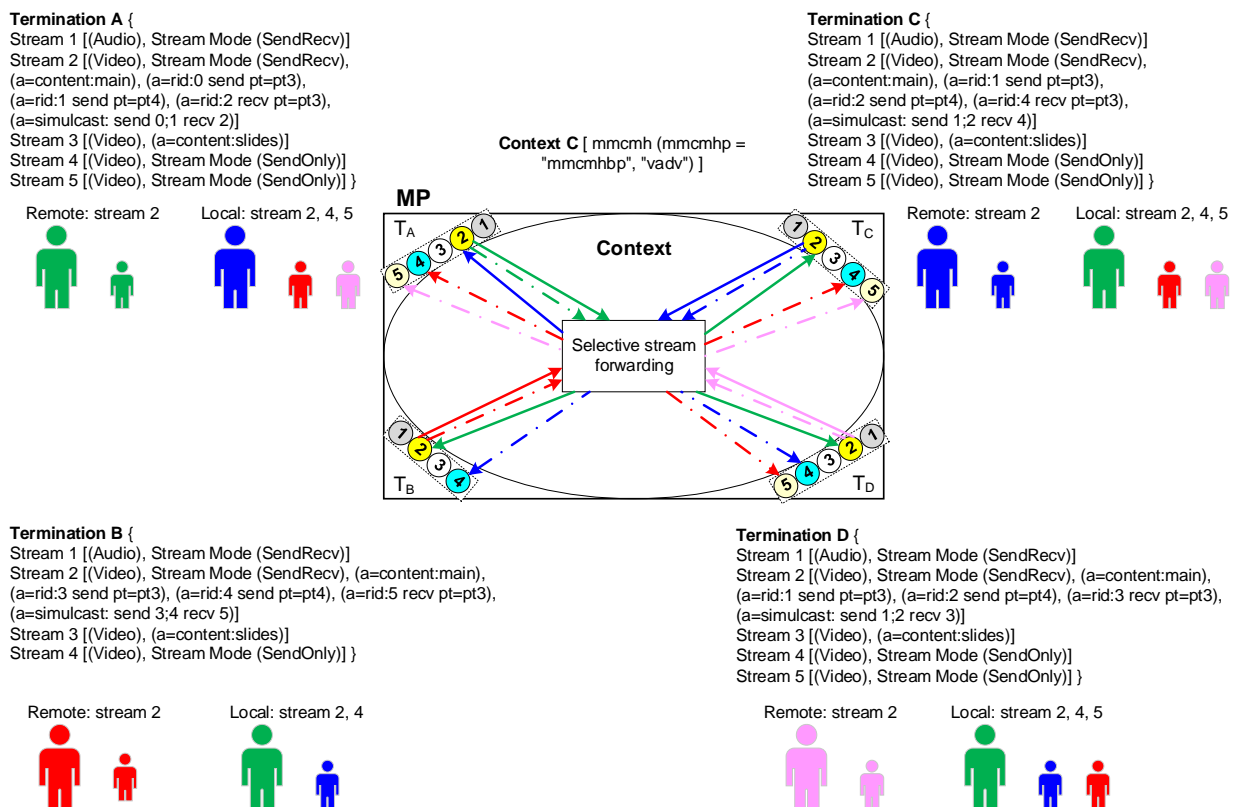 Termination A {
Stream 1 [(Audio), Stream Mode (SendRecv)]
Stream 2 [(Video), Stream Mode (SendRecv),
(a=content:main), (a=rid:0 send pt=pt3),
(a=rid:1 send pt=pt4), (a=rid:2 recv pt=pt3),
(a=simulcast: send 0;1 recv 2)]
Stream 3 [(Video), (a=content:slides)]
Stream 4 [(Video), Stream Mode (SendOnly)]
Stream 5 [(Video), Stream Mode (SendOnly)] }
Remote: stream 2
Local: stream 2, 4, 5
Context C [ mmcmh (mmcmhp =
"mmcmhbp", "vadv") ]
Termination C {
Stream 1 [(Audio), Stream Mode (SendRecv)]
Stream 2 [(Video), Stream Mode (SendRecv),
(a=content:main), (a=rid:1 send pt=pt3),
(a=rid:2 send pt=pt4), (a=rid:4 recv pt=pt3),
(a=simulcast: send 1;2 recv 4)]
Stream 3 [(Video), (a=content:slides)]
Stream 4 [(Video), Stream Mode (SendOnly)]
Stream 5 [(Video), Stream Mode (SendOnly)] }
Remote: stream 2
Local: stream 2, 4, 5
MP
TA
5 4 3 2 1
Context
TC
1 2 3 4 5
Selective stream
forwarding
TB
1 2 3 4
TD
5 4 3 2 1
Termination B {
Stream 1 [(Audio), Stream Mode (SendRecv)]
Stream 2 [(Video), Stream Mode (SendRecv), (a=content:main),
(a=rid:3 send pt=pt3), (a=rid:4 send pt=pt4), (a=rid:5 recv pt=pt3),
(a=simulcast: send 3;4 recv 5)]
Stream 3 [(Video), (a=content:slides)]
Stream 4 [(Video), Stream Mode (SendOnly)] }
Remote: stream 2
Local: stream 2, 4
Termination D {
Stream 1 [(Audio), Stream Mode (SendRecv)]
Stream 2 [(Video), Stream Mode (SendRecv), (a=content:main),
(a=rid:1 send pt=pt3), (a=rid:2 send pt=pt4), (a=rid:3 recv pt=pt3),
(a=simulcast: send 1;2 recv 3)]
Stream 3 [(Video), (a=content:slides)]
Stream 4 [(Video), Stream Mode (SendOnly)]
Stream 5 [(Video), Stream Mode (SendOnly)] }
Remote: stream 2
Local: stream 2, 4, 5